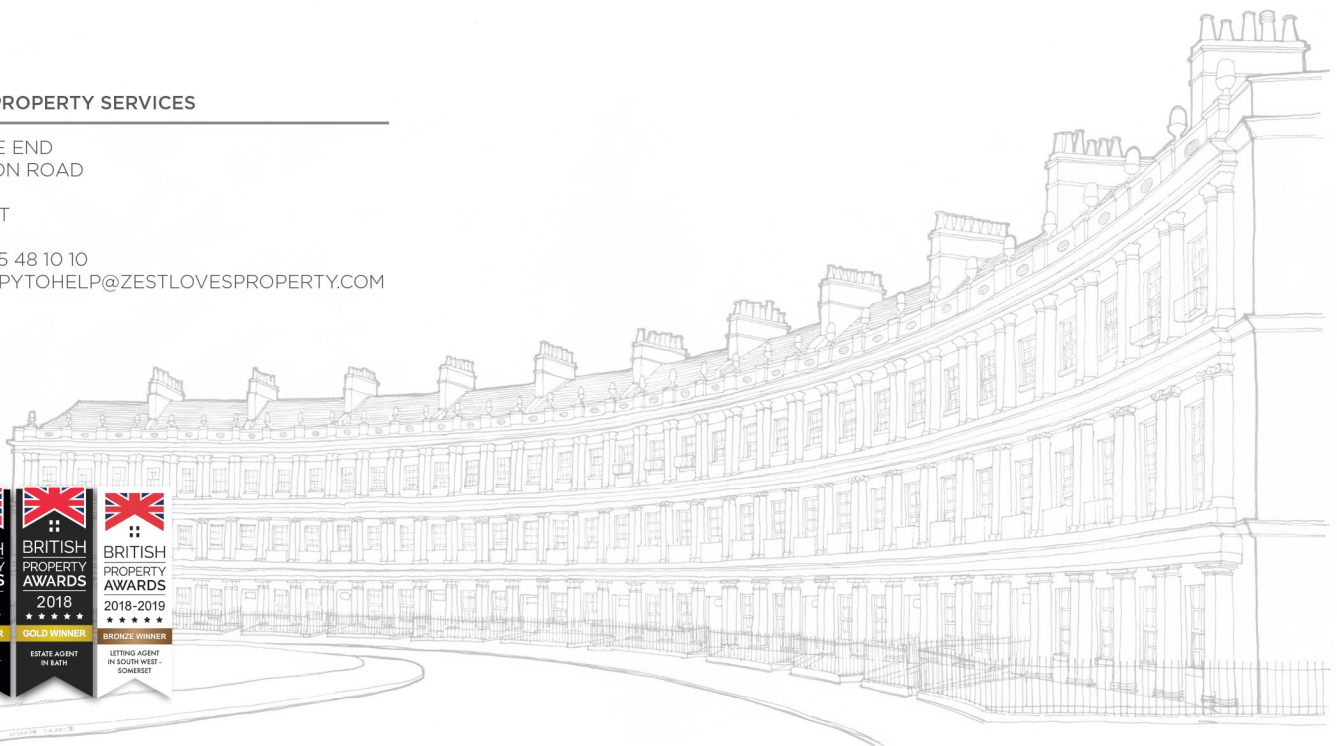 PROPERTY SERVICES
E END
ON ROAD
T
5 48 10 10
PYTOHELP@ZESTLOVESPROPERTY.COM
H
Y
S
R
BRITISH
PROPERTY
AWARDS
2018
GOLD WINNER
ESTATE AGENT
IN BATH
BRITISH
PROPERTY
AWARDS
2018-2019
BRONZE WINNER
LETTING AGENT
IN SOUTH WEST -
SOMERSET